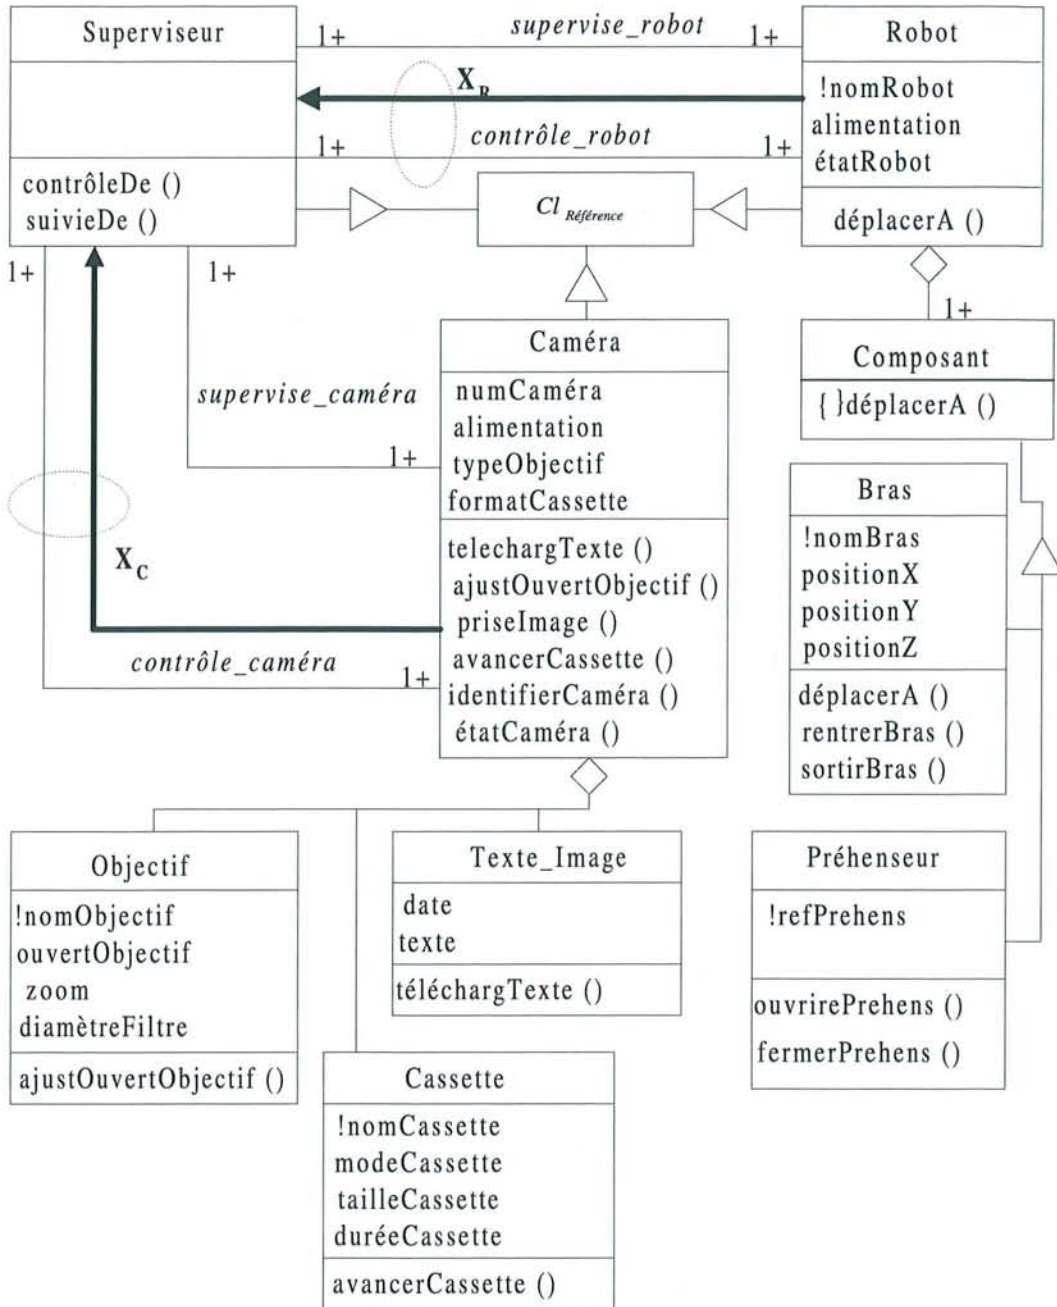 Superviseur
1+ supervise_robot 1+
Robot
X R
!nomRobot
alimentation
étatRobot
contrôle_robot
1+ 1+
contrôleDe ()
suivieDe ()
Cl Référence
déplacerA ()
1+ 1+
1+
Caméra
Composant
{ }déplacerA ()
supervise_caméra
numCaméra
alimentation
typeObjectif
formatCassette
1+
Bras
!nomBras
positionX
positionY
positionZ
X C
telechargTexte ()
ajustOuvertObjectif ()
priseImage ()
avancerCassette ()
identifierCaméra ()
étatCaméra ()
contrôle_caméra
1+
déplacerA ()
rentrerBras ()
sortirBras ()
Objectif
!nomObjectif
ouvertObjectif
zoom
diamètreFiltre
ajustOuvertObjectif ()
Texte_Image
date
texte
téléchargTexte ()
Préhenseur
!refPrehens
ouvrirePrehens ()
fermerPrehens ()
Cassette
!nomCassette
modeCassette
tailleCassette
duréeCassette
avancerCassette ()